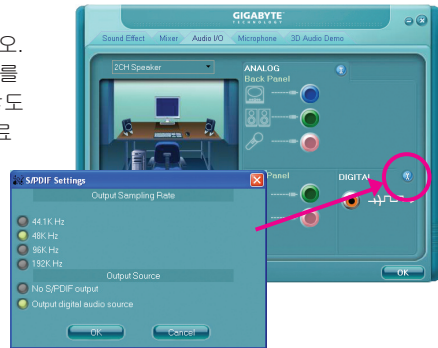 오.
를
도
료
GIGABYTE
TECHNOLOGY
Sound Effect Mixer Audio I/O Microphone 3D Audio Demo
2CH Speaker
ANALOG
Back Panel
Panel
DIGITAL
OK
S/PDIF Settings
Output Sampling Rate
44.1K Hz
48K Hz
96K Hz
192K Hz
Output Source
No S/PDIF output
Output digital audio source
OK Cancel